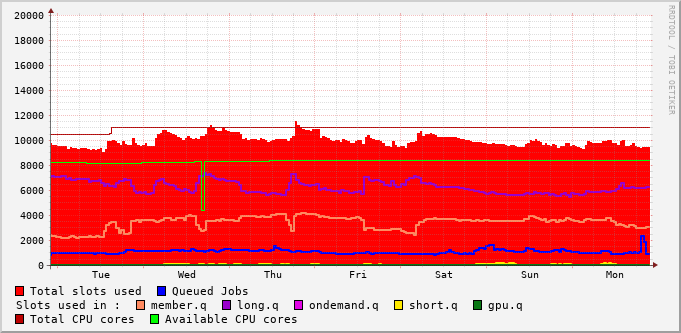 RRDTOOL / TOBI OETIKER
20000
18000
16000
14000
12000
10000
8000
6000
4000
2000
0
Tue Wed Thu Fri Sat Sun Mon
Total slots used Queued Jobs
Slots used in : member.q long.q ondemand.q short.q gpu.q
Total CPU cores Available CPU cores